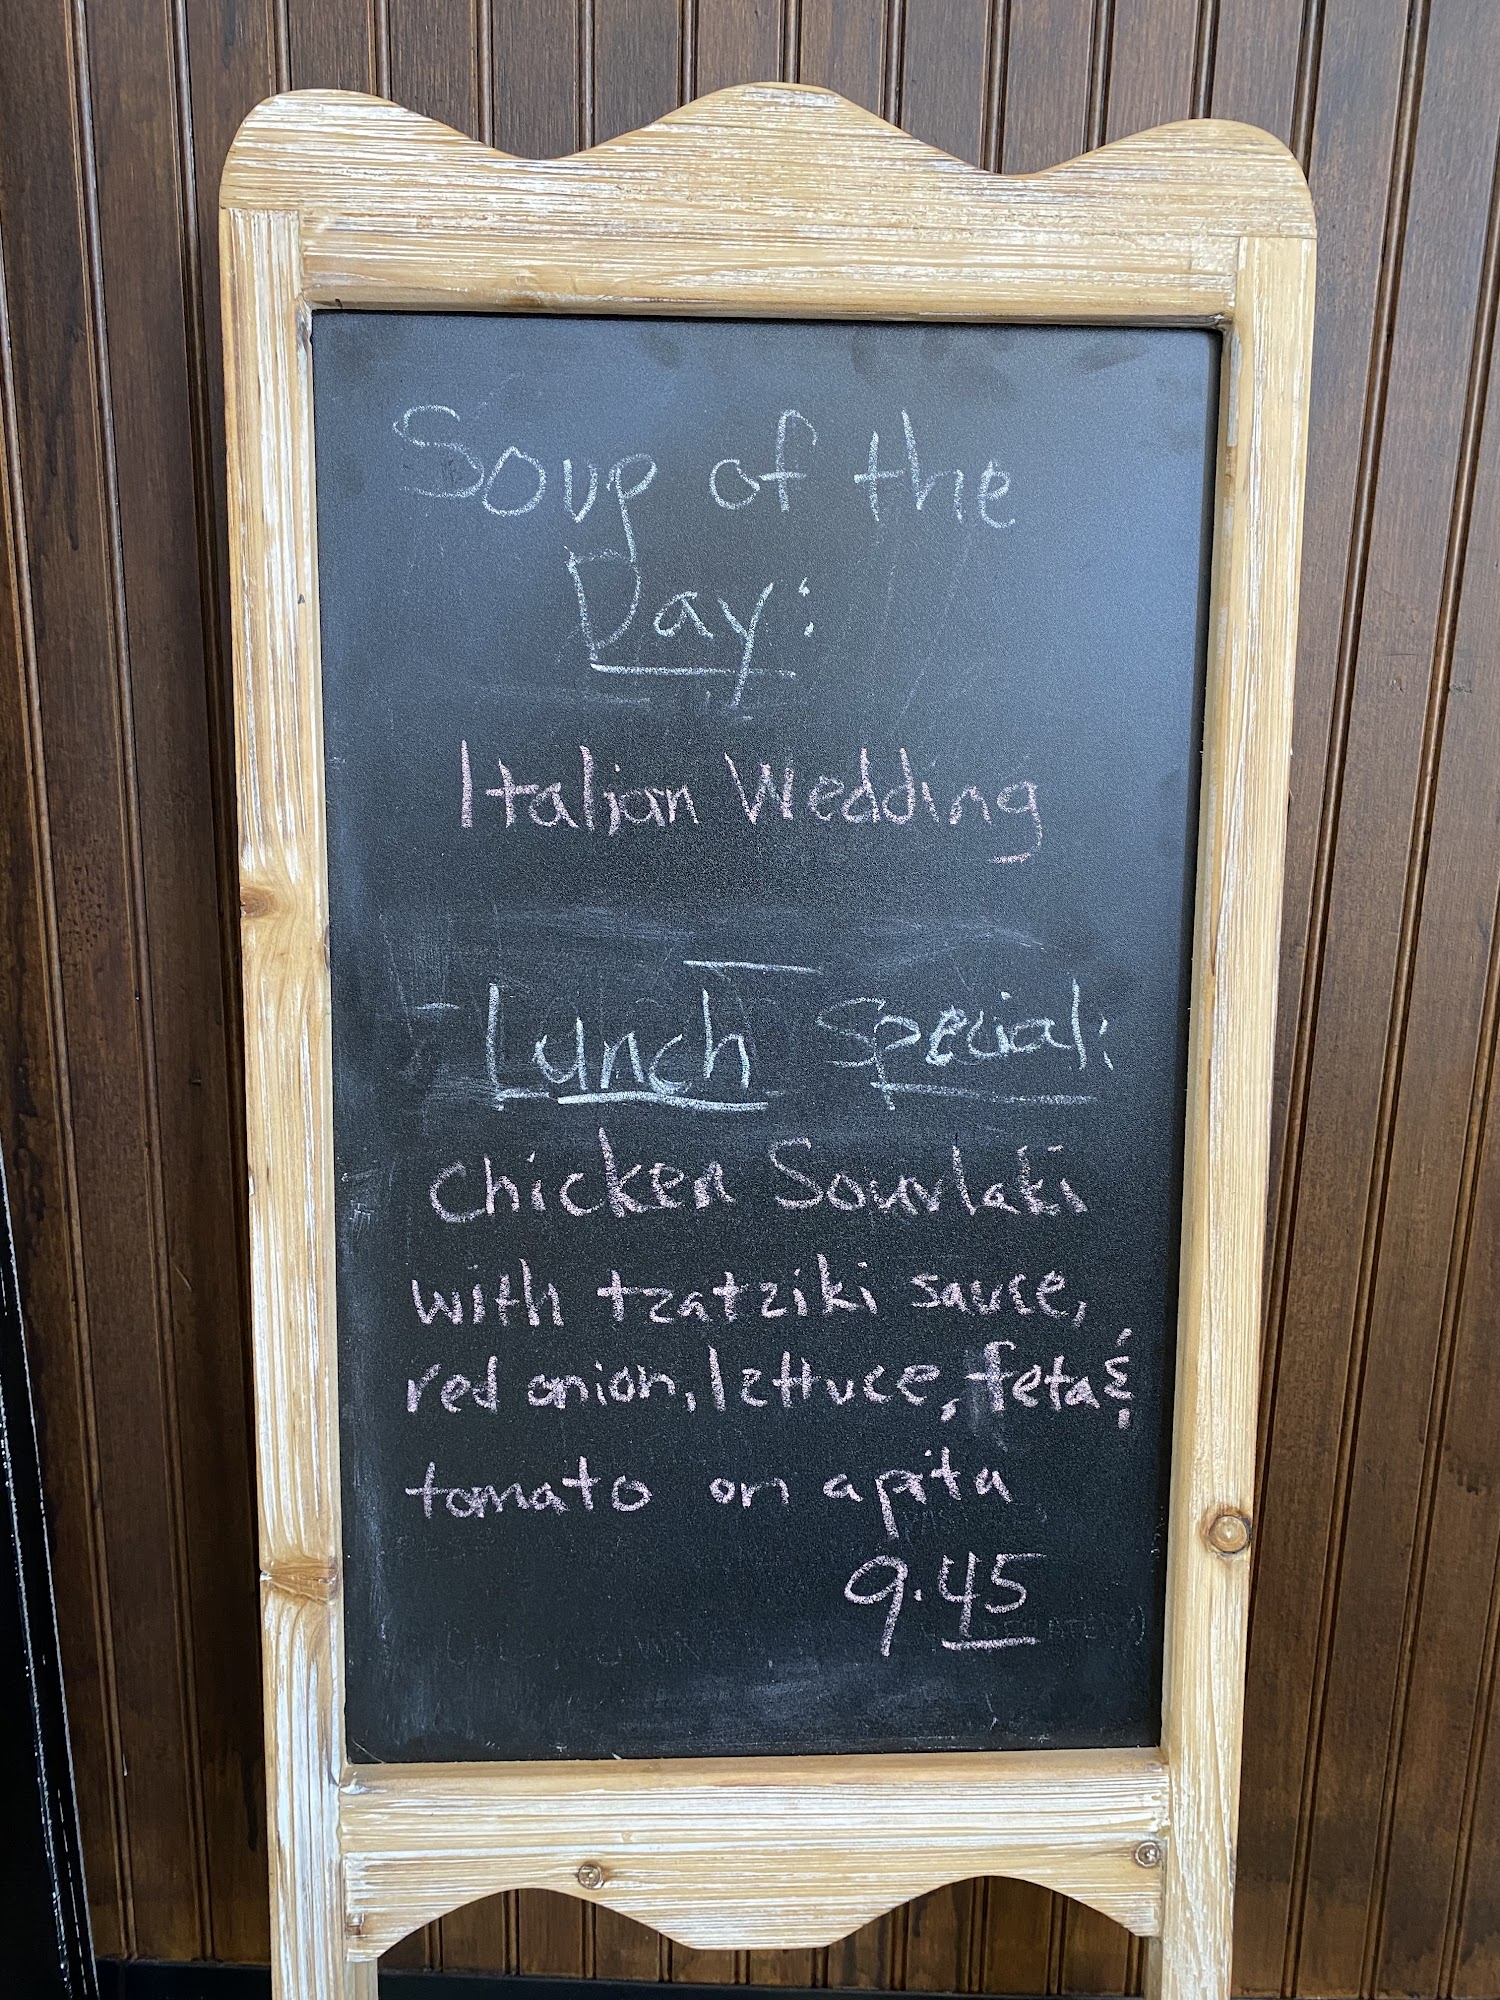 Soup of the
Day:
Italian Wedding
Lunch Special:
Chicken Souvlaki
with tzatziki sauce,
red onion, lettuce, feta &
tomato on a pita
9.45